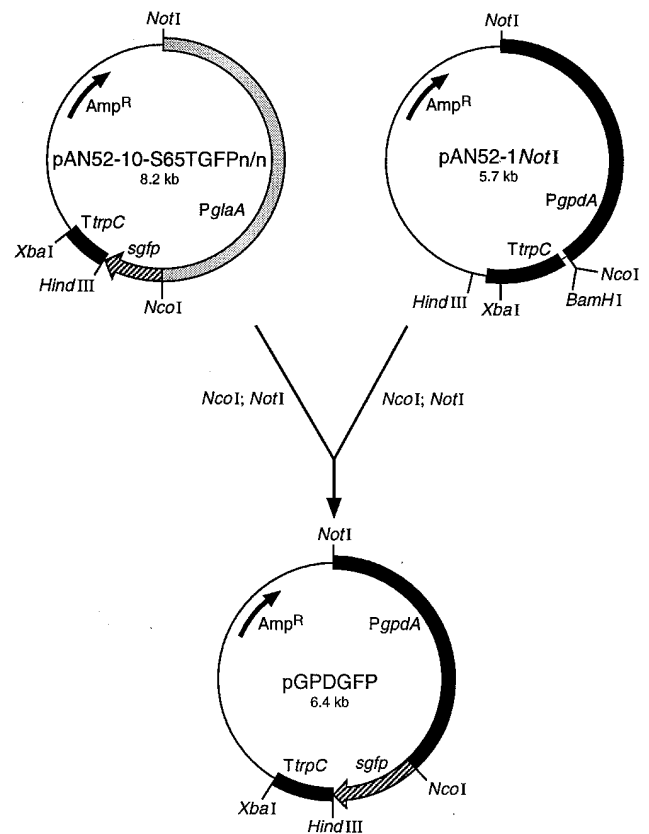 NotI
AmpR
pAN52-10-S65TGFPn/n
8.2 kb
PglaA
TtrpC
sgfp
XbaI
HindIII
NcoI
NotI
AmpR
pAN52-1NotI
5.7 kb
PgpdA
TtrpC
NcoI
BamHI
HindIII
XbaI
NcoI; NotI
NcoI; NotI
NotI
AmpR
PgpdA
pGPDGFP
6.4 kb
TtrpC
sgfp
NcoI
XbaI
HindIII